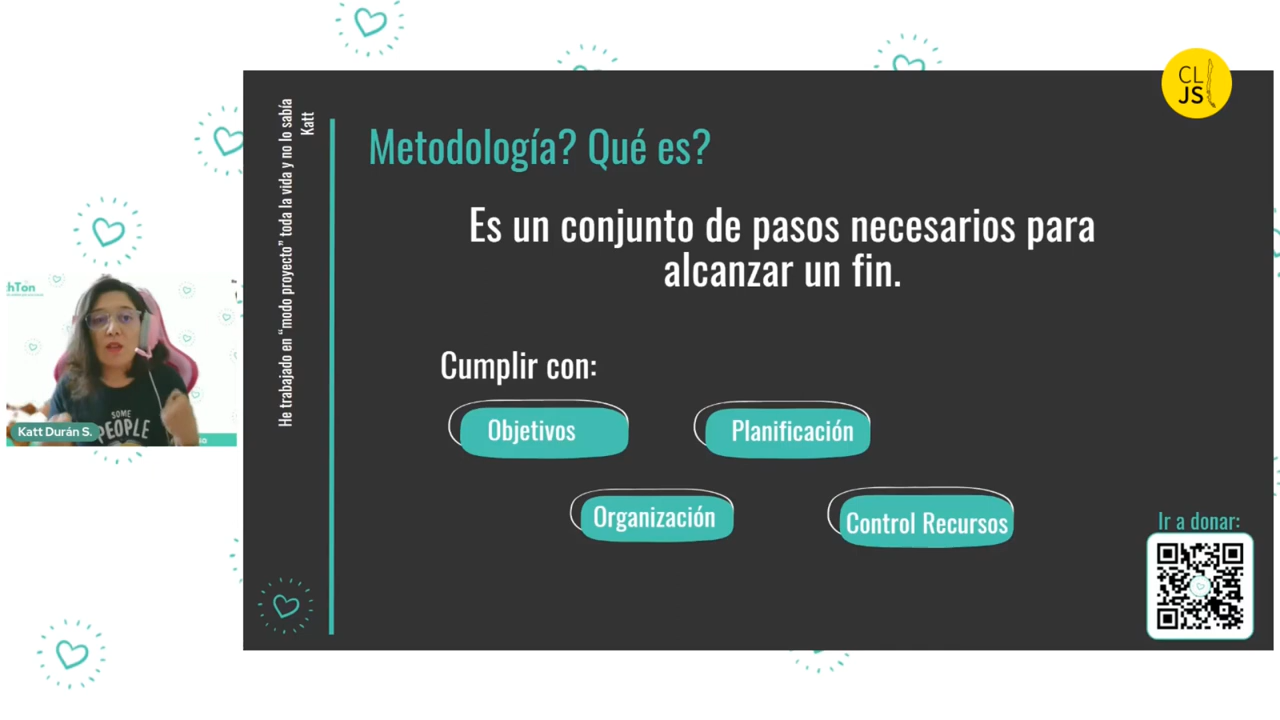 CL
JS
He trabajado en “modo proyecto” toda la vida y no lo sabía
Katt
Metodología? Qué es?
Es un conjunto de pasos necesarios para
alcanzar un fin.
Cumplir con:
Objetivos
Planificación
Organización
Control Recursos
hTon
SOME
PEOPLE
Katt Durán S.
Ir a donar: